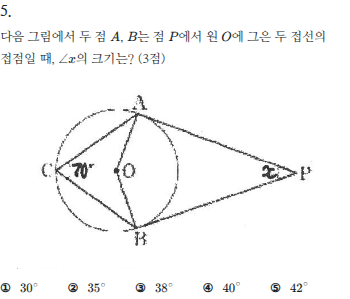 5.
다음 그림에서 두 점 A, B는 점 P에서 원 O에 그은 두 접선의
접점일 때, ∠x의 크기는? (3점)
A
C 70° O x P
B
① 30° ② 35° ③ 38° ④ 40° ⑤ 42°